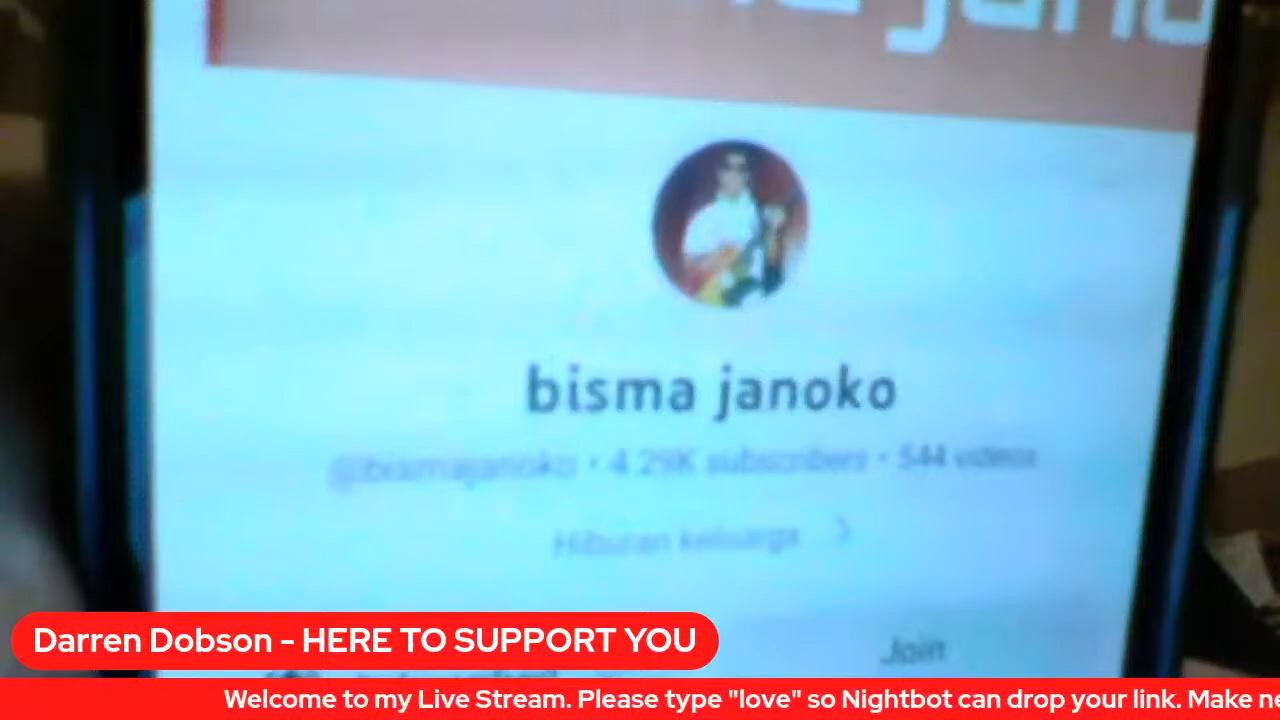 bisma janoko
@bismajanoko • 4.29K subscribers • 544 videos
Hiburan keluarga
Join
Darren Dobson - HERE TO SUPPORT YOU
Welcome to my Live Stream. Please type "love" so Nightbot can drop your link. Make